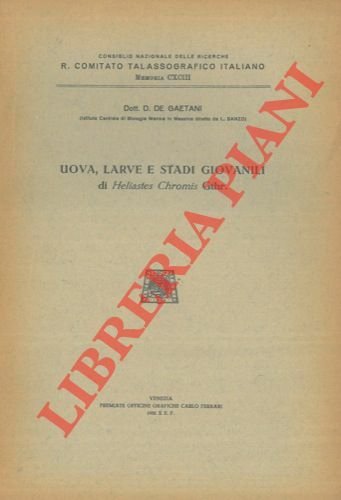 CONSIGLIO NAZIONALE DELLE RICERCHE
R. COMITATO TALASSOGRAFICO ITALIANO
MEMORIA CXCIII
Dott. D. DE GAETANI
(Istituto Centrale di Biologia Marina in Messina diretto da L. SANZO)
UOVA, LARVE E STADI GIOVANILI
di Heliastes Chromis Gthr.
VENEZIA
PREMIATE OFFICINE GRAFICHE CARLO FERRARI
X. E. F.
LIBRERIA PIANI